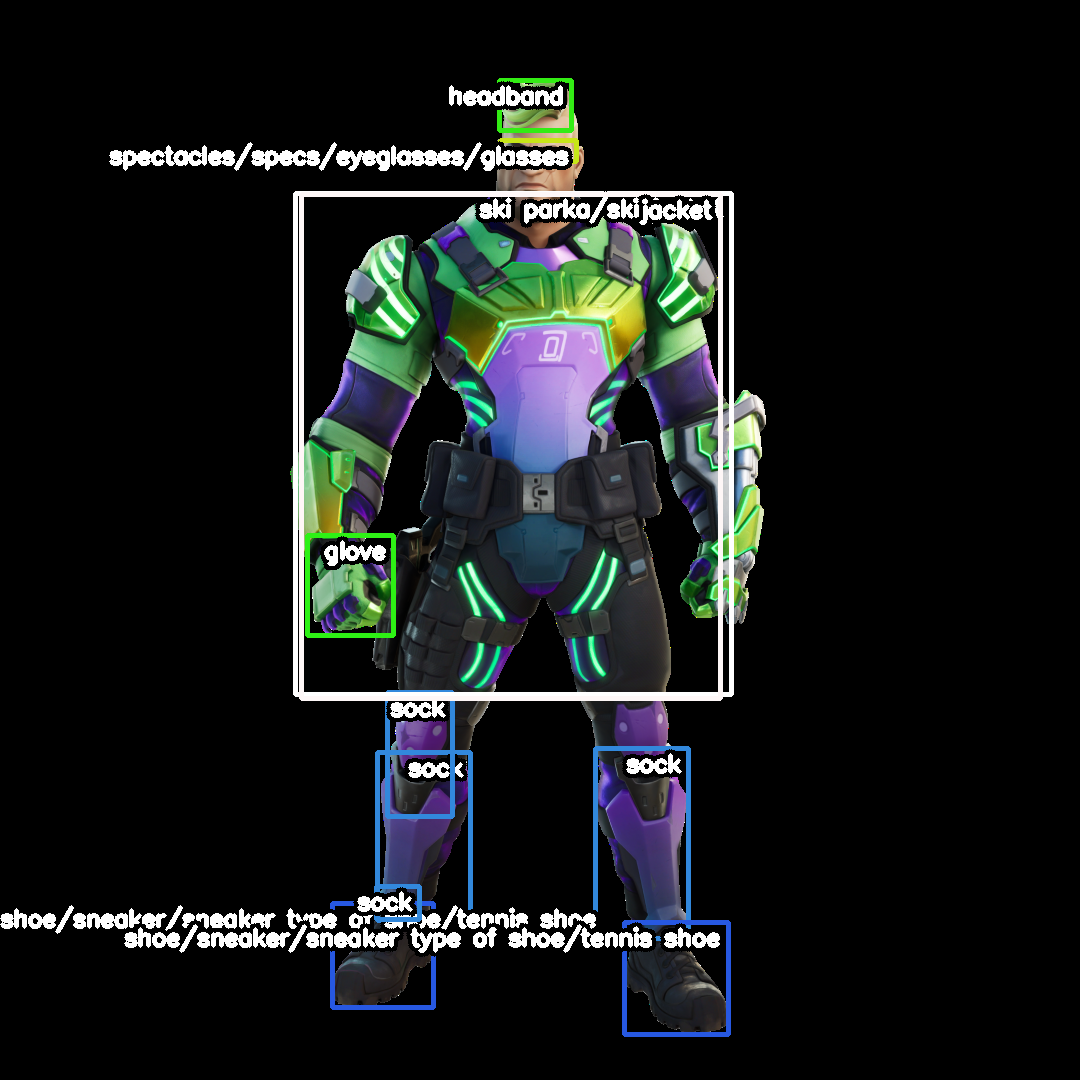 headband
spectacles/specs/eyeglasses/glasses
ski parka/ski jacket
glove
sock
sock
sock
sock
shoe/sneaker/sneaker type of shoe/tennis shoe
shoe/sneaker/sneaker type of shoe/tennis shoe